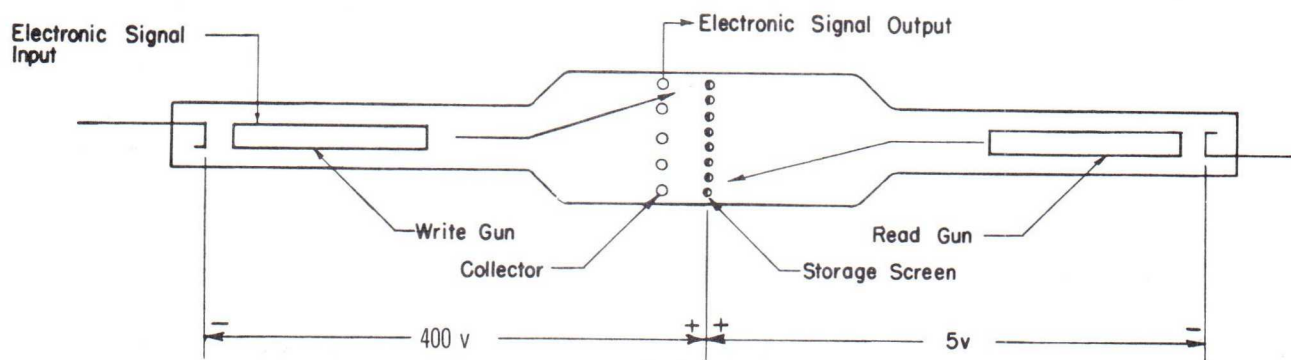 Electronic Signal
Input
Electronic Signal Output
Write Gun
Read Gun
Collector
Storage Screen
− + + −
400 v 5v